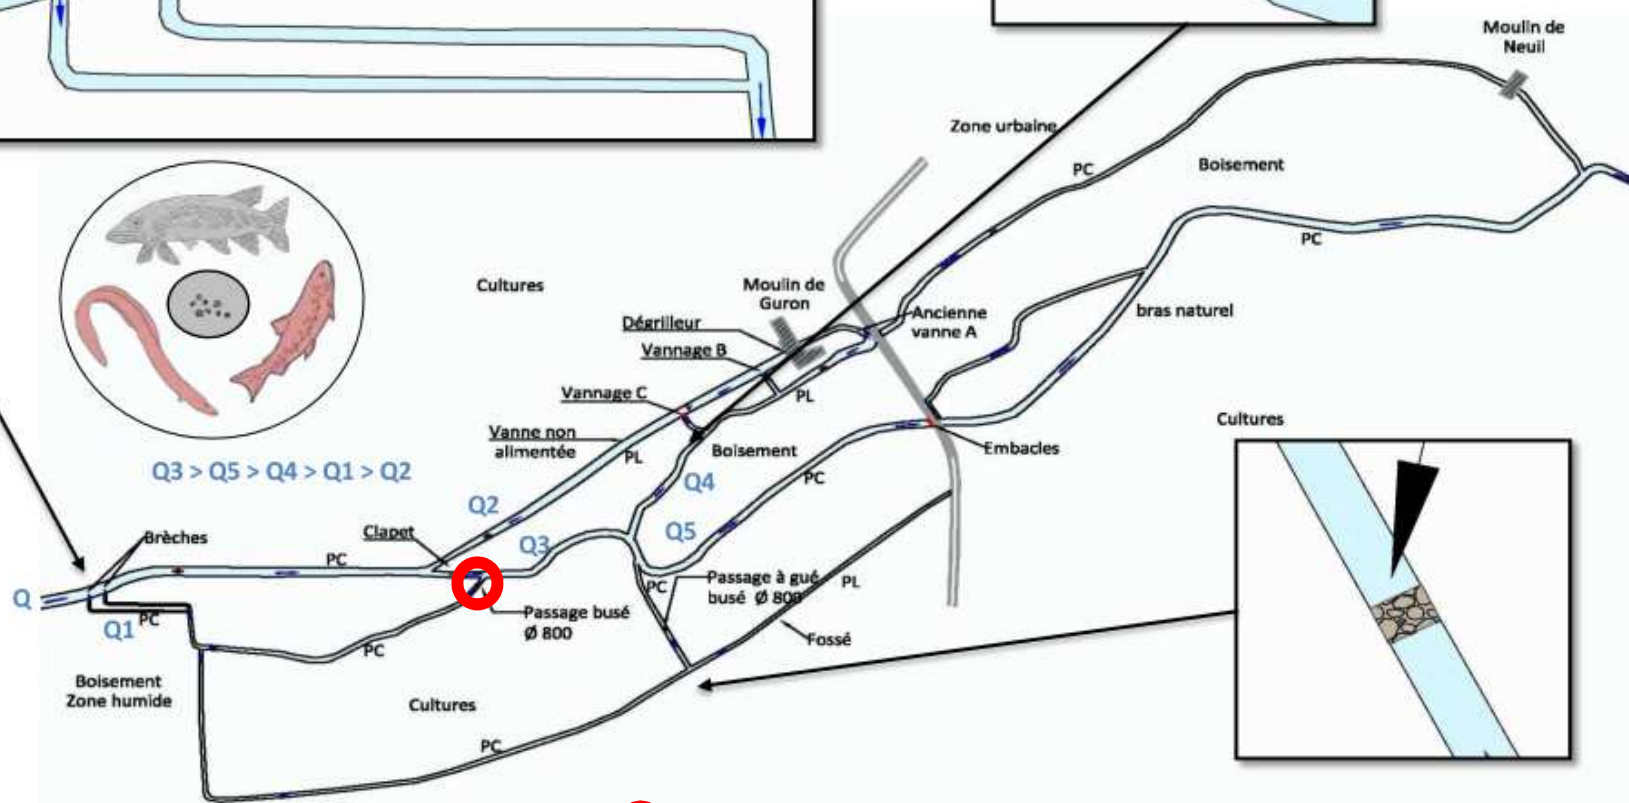 Moulin de
Neuil
Zone urbaine
PC
Boisement
PC
Cultures
Moulin de
Guron
Dégrilleur
Ancienne
vanne A
bras naturel
Vannage B
Vannage C
PL
Cultures
Vanne non
alimentée
PL
Boisement
Embacles
Q3 > Q5 > Q4 > Q1 > Q2
PC
Q4
Q2
Q5
Brèches
Clapet
Q3
PC
Passage à gué
busé Ø 800
PL
PC
Q
PC
Q1
Passage busé
Ø 800
Fossé
PC
Boisement
Zone humide
Cultures
PC